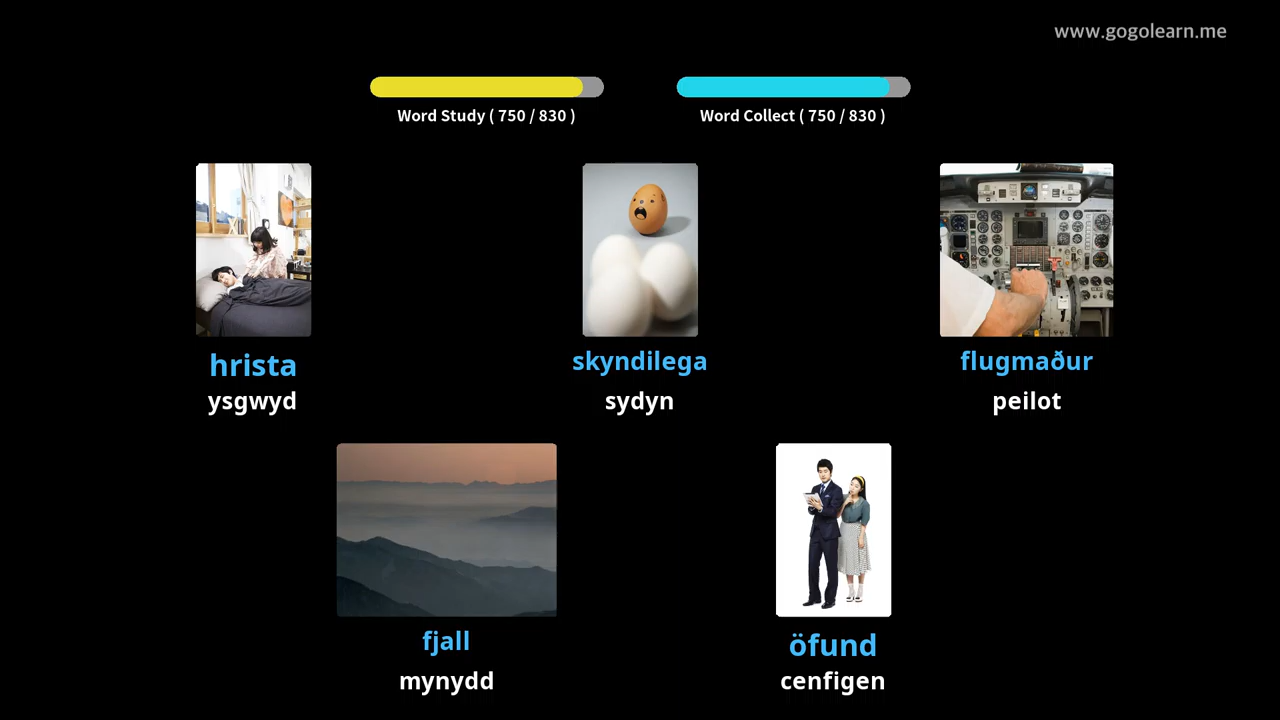 www.gogolearn.me
Word Study ( 750 / 830 )
Word Collect ( 750 / 830 )
hrista
ysgwyd
skyndilega
sydyn
flugmaður
peilot
fjall
mynydd
öfund
cenfigen